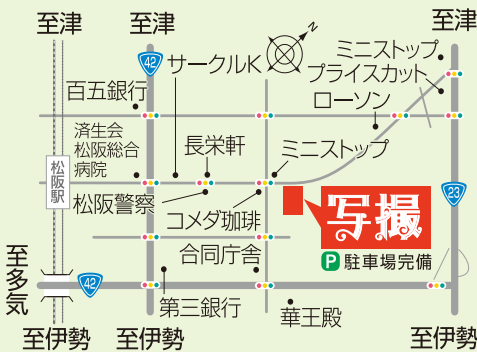 至津
至津
至津
N
42
サークルK
ミニストップ
プライスカット
百五銀行
ローソン
済生会
松阪総合
病院
長栄軒
ミニストップ
松阪駅
松阪警察
コメダ珈琲
写撮
23
合同庁舎
P 駐車場完備
至多気
42
第三銀行
華王殿
至伊勢
至伊勢
至伊勢